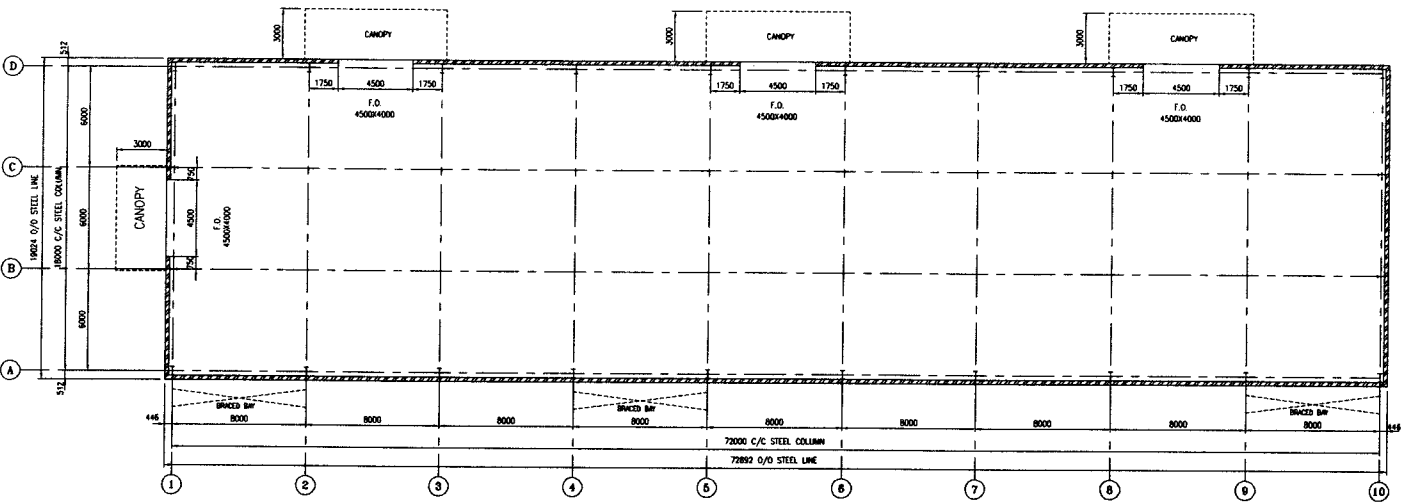 CANOPY
CANOPY
CANOPY
3000
3000
3000
512
D
1750 4500 1750
1750 4500 1750
1750 4500 1750
F.O.
4500X4000
F.O.
4500X4000
F.O.
4500X4000
6000
3000
C
750
CANOPY
4500
F.O.
4500X4000
6000
19024 O/O STEEL LINE
18000 C/C STEEL COLUMN
750
B
6000
A
512
BRACED BAY
BRACED BAY
BRACED BAY
446
8000 8000 8000 8000 8000 8000 8000 8000 8000
446
72000 C/C STEEL COLUMN
72892 O/O STEEL LINE
1 2 3 4 5 6 7 8 9 10